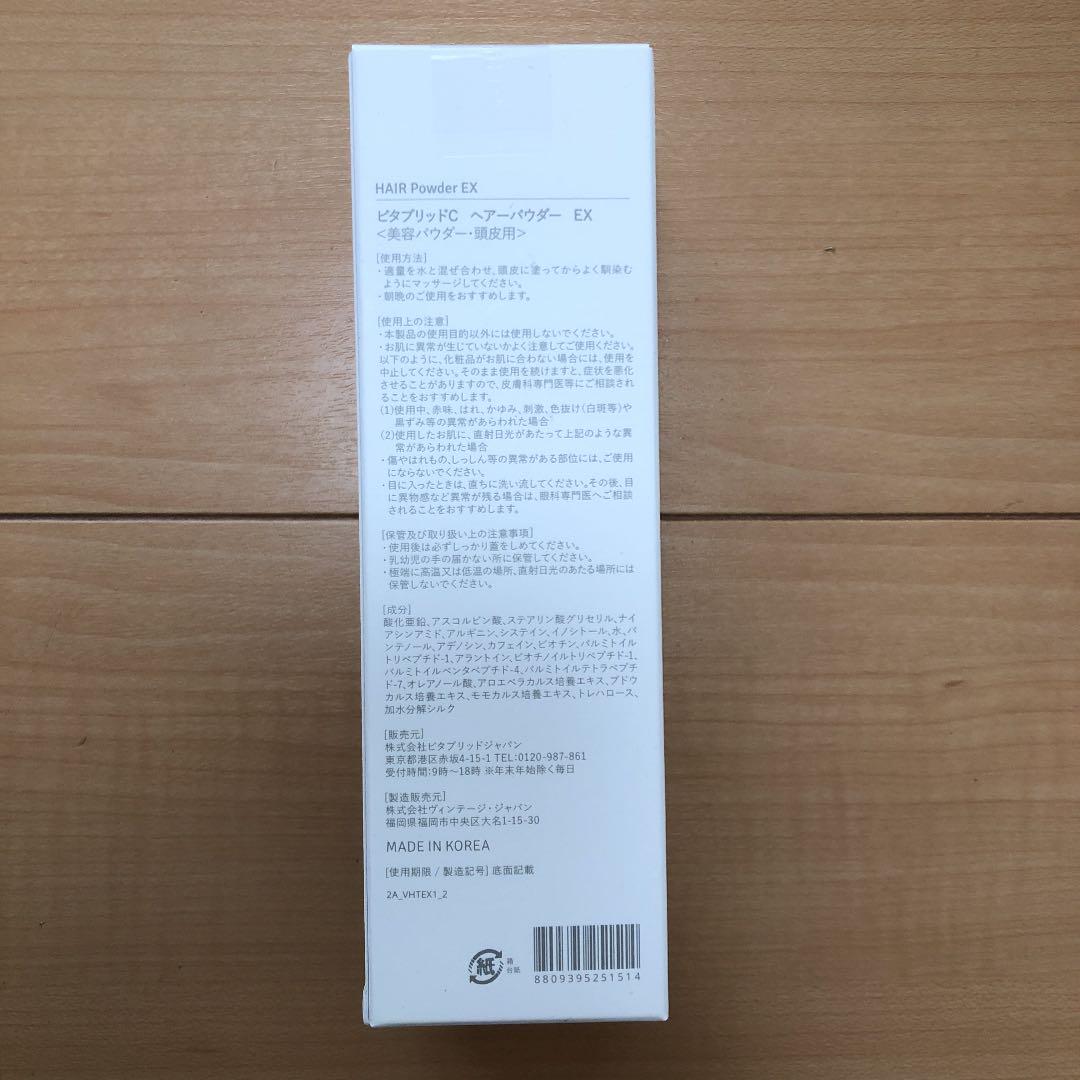 HAIR Powder EX
ビタブリッドC ヘアーパウダー EX
＜美容パウダー・頭皮用＞
[使用方法]
・適量を水と混ぜ合わせ、頭皮に塗ってからよく馴染む
ようにマッサージしてください。
・朝晩のご使用をおすすめします。
[使用上の注意]
・本製品の使用目的以外には使用しないでください。
・お肌に異常が生じていないかよく注意してご使用ください。
以下のように、化粧品がお肌に合わない場合には、使用を
中止してください。そのまま使用を続けますと、症状を悪化
させることがありますので、皮膚科専門医等にご相談され
ることをおすすめします。
(1)使用中、赤味、はれ、かゆみ、刺激、色抜け(白斑等)や
黒ずみ等の異常があらわれた場合
(2)使用したお肌に、直射日光があたって上記のような異
常があらわれた場合
・傷やはれもの、しっしん等の異常がある部位には、ご使用
にならないでください。
・目に入ったときは、直ちに洗い流してください。その後、目
に異物感など異常が残る場合は、眼科専門医へご相談
されることをおすすめします。
[保管及び取り扱い上の注意事項]
・使用後は必ずしっかり蓋をしめてください。
・乳幼児の手の届かない所に保管してください。
・極端に高温又は低温の場所、直射日光のあたる場所には
保管しないでください。
[成分]
酸化亜鉛、アスコルビン酸、ステアリン酸グリセリル、ナイ
アシンアミド、アルギニン、システイン、イノシトール、水、パ
ンテノール、アデノシン、カフェイン、ビオチン、パルミトイル
トリペプチド-1、アラントイン、ビオチノイルトリペプチド-1、
パルミトイルペンタペプチド-4、パルミトイルテトラペプチ
ド-7、オレアノール酸、アロエベラカルス培養エキス、ブドウ
カルス培養エキス、モモカルス培養エキス、トレハロース、
加水分解シルク
[販売元]
株式会社ビタブリッドジャパン
東京都港区赤坂4-15-1 TEL:0120-987-861
受付時間:9時～18時 ※年末年始除く毎日
[製造販売元]
株式会社ヴィンテージ・ジャパン
福岡県福岡市中央区大名1-15-30
MADE IN KOREA
[使用期限 / 製造記号] 底面記載
2A_VHTEX1_2
紙
箱
台紙
8809395251514